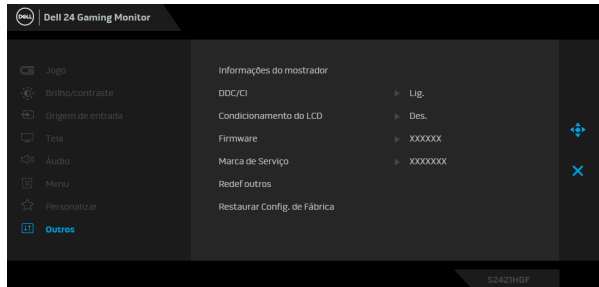 DELL
Dell 24 Gaming Monitor
Jogo
Brilho/contraste
Origem de entrada
Tela
Áudio
Menu
Personalizar
Outros
Informações do mostrador
DDC/CI Lig.
Condicionamento do LCD Des.
Firmware XXXXXX
Marca de Serviço XXXXXXX
Redef outros
Restaurar Config. de Fábrica
S2421HGF